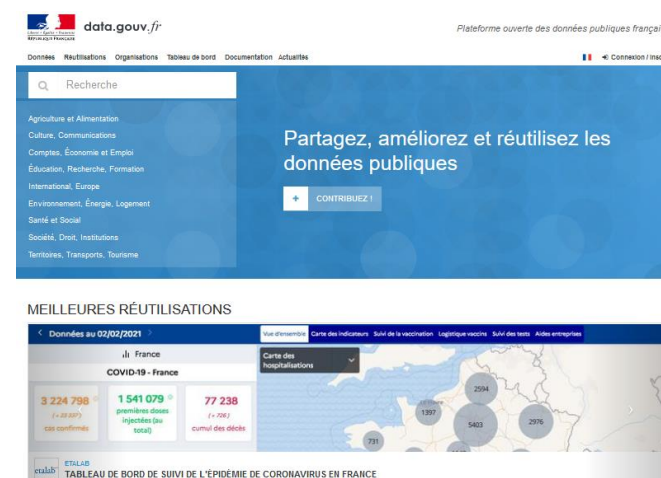 Liberté • Égalité • Fraternité
RÉPUBLIQUE FRANÇAISE
data.gouv.fr
Plateforme ouverte des données publiques françai
Données Réutilisations Organisations Tableau de bord Documentation Actualités
Connexion / Insc
Recherche
Agriculture et Alimentation
Culture, Communications
Comptes, Économie et Emploi
Éducation, Recherche, Formation
International, Europe
Environnement, Énergie, Logement
Santé et Social
Société, Droit, Institutions
Territoires, Transports, Tourisme
Partagez, améliorez et réutilisez les
données publiques
+ CONTRIBUEZ !
MEILLEURES RÉUTILISATIONS
Données au 02/02/2021
Vue d'ensemble Carte des indicateurs Suivi de la vaccination Logistique vaccins Suivi des tests Aides entreprises
France
COVID-19 - France
3 224 798
cas confirmés
1 541 079
premières doses
injectées (au
total)
77 238
(+ 726)
cumul des décès
Carte des
hospitalisations
2594
1397
5403
2976
731
etalab
ETALAB
TABLEAU DE BORD DE SUIVI DE L'ÉPIDÉMIE DE CORONAVIRUS EN FRANCE